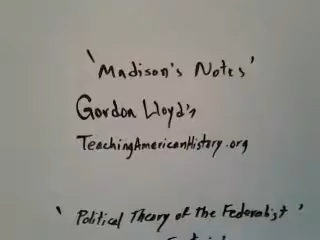 'Madison's Notes'
Gordon Lloyd's
TeachingAmericanHistory.org
'Political Theory of the Federalist'